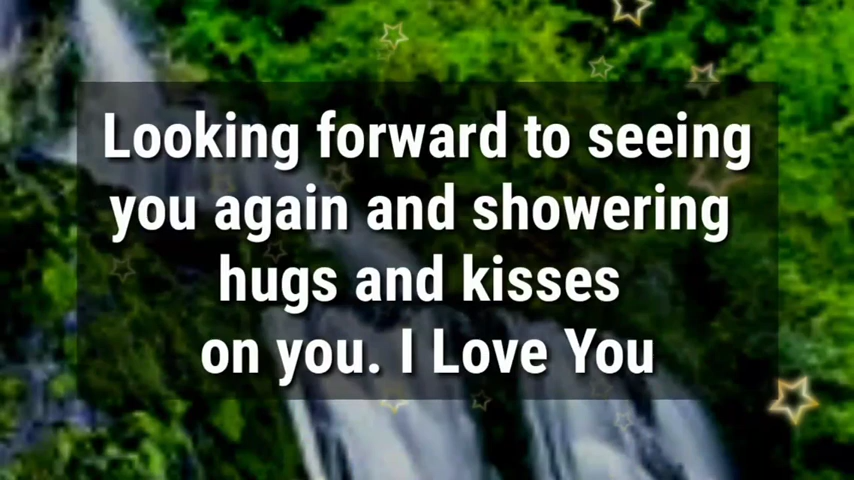 Looking forward to seeing
you again and showering
hugs and kisses
on you. I Love You